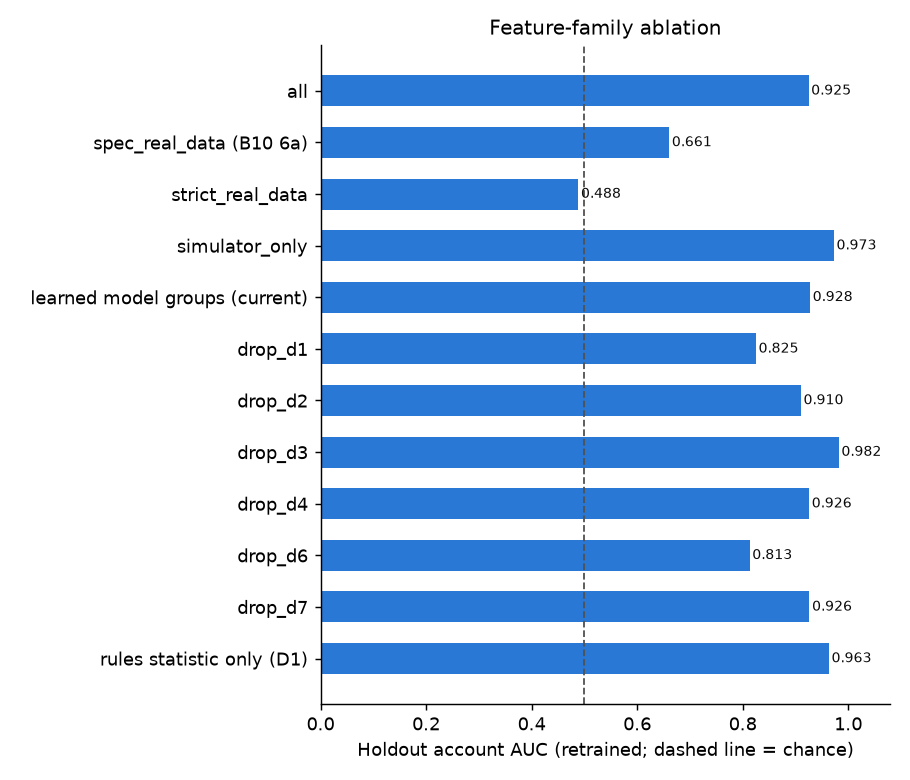 Feature-family ablation
all 0.925
spec_real_data (B10 6a) 0.661
strict_real_data 0.488
simulator_only 0.973
learned model groups (current) 0.928
drop_d1 0.825
drop_d2 0.910
drop_d3 0.982
drop_d4 0.926
drop_d6 0.813
drop_d7 0.926
rules statistic only (D1) 0.963
0.0 0.2 0.4 0.6 0.8 1.0
Holdout account AUC (retrained; dashed line = chance)